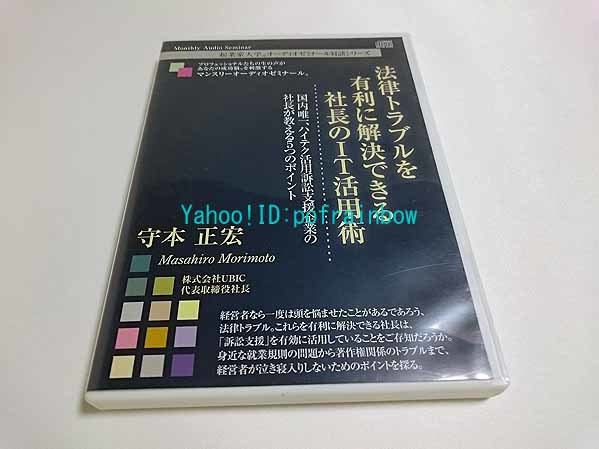 Monthly Audio Seminar
起業家大学。オーディオゼミナール対談シリーズ
プロフェッショナルたちの生の声が
あなたの成功脳。を刺激する
マンスリーオーディオゼミナール。
法律トラブルを
有利に解決できる
社長のIT活用術
国内唯一、ハイテク活用訴訟支援企業の
社長が教える5つのポイント
Yahoo!ID:pofrainbow
守本 正宏
Masahiro Morimoto
株式会社UBIC
代表取締役社長
経営者なら一度は頭を悩ませたことがあるであろう、
法律トラブル。これらを有利に解決できる社長は、
「訴訟支援」を有効に活用していることをご存知だろうか。
身近な就業規則の問題から著作権関係のトラブルまで、
経営者が泣き寝入りしないためのポイントを探る。